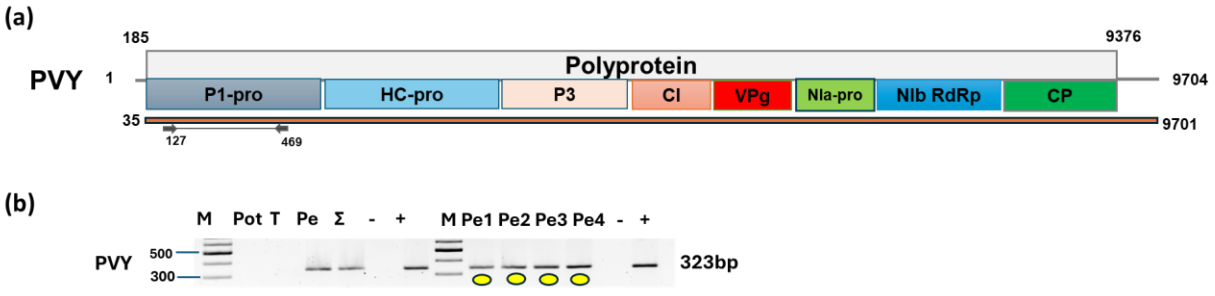 (a)
185 9376
Polyprotein
PVY 1 9704
P1-pro HC-pro P3 CI VPg NIa-pro NIb RdRp CP
35 9701
127 469
(b)
M Pot T Pe Σ - + M Pe1 Pe2 Pe3 Pe4 - +
500
PVY 323bp
300